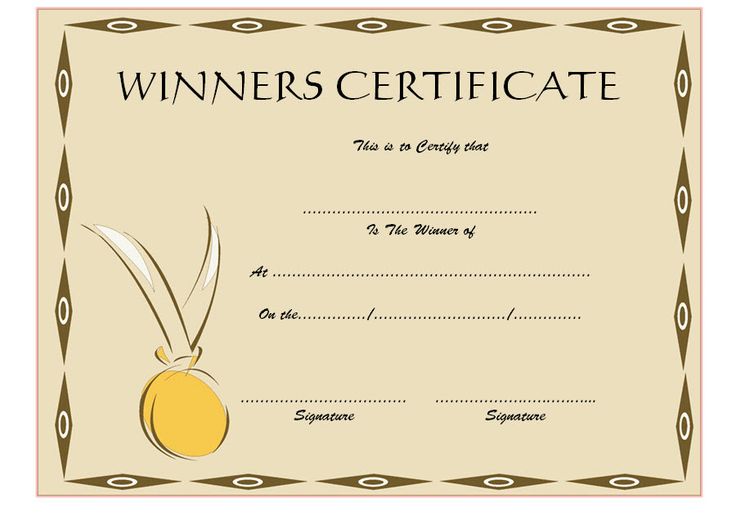 WINNERS CERTIFICATE
This is to Certify that
................................................
Is The Winner of
At .................................................................
On the............../.........................../..............
.................................. .................................
Signature Signature